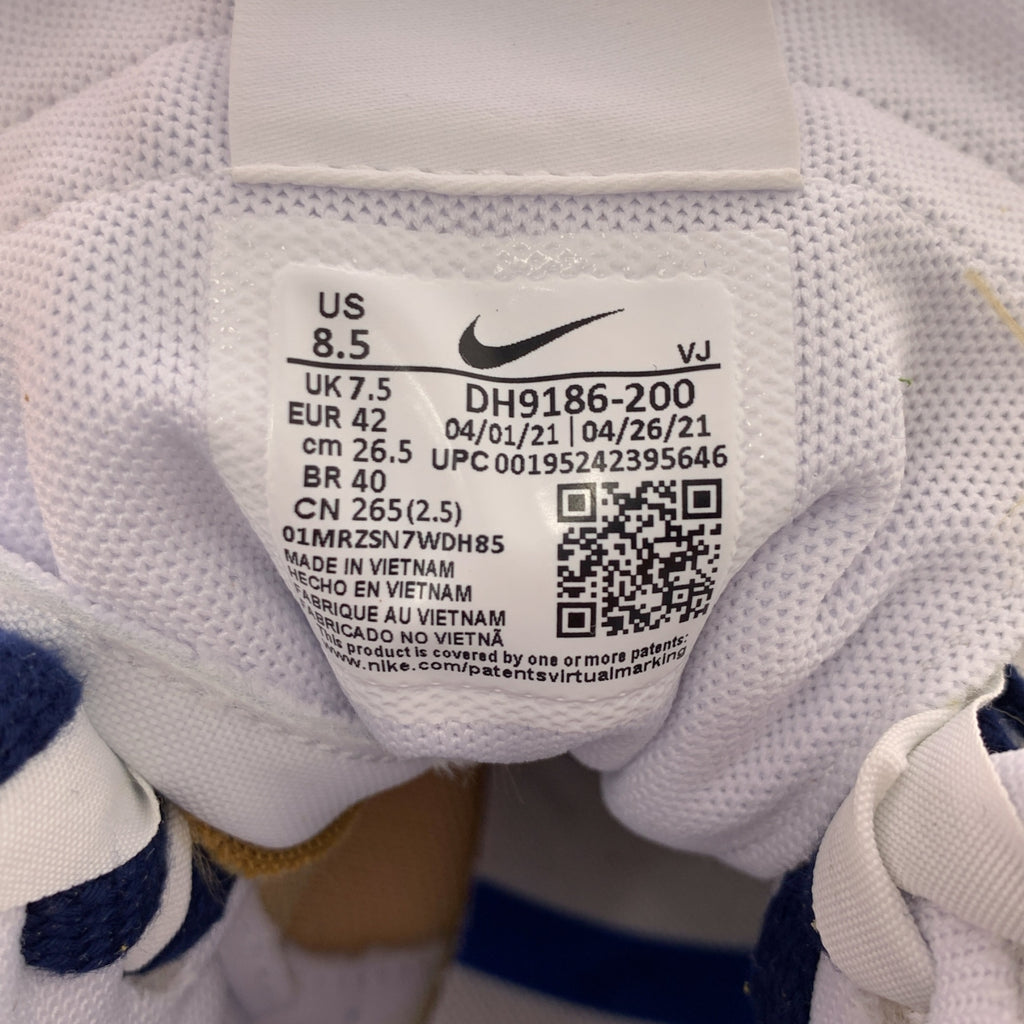 US
8.5
VJ
UK 7.5
DH9186-200
EUR 42
04/01/21 | 04/26/21
cm 26.5
UPC 00195242395646
BR 40
CN 265(2.5)
01MRZSN7WDH85
MADE IN VIETNAM
HECHO EN VIETNAM
FABRIQUE AU VIETNAM
FABRICADO NO VIETNÃ
This product is covered by one or more patents:
www.nike.com/patentsvirtualmarking